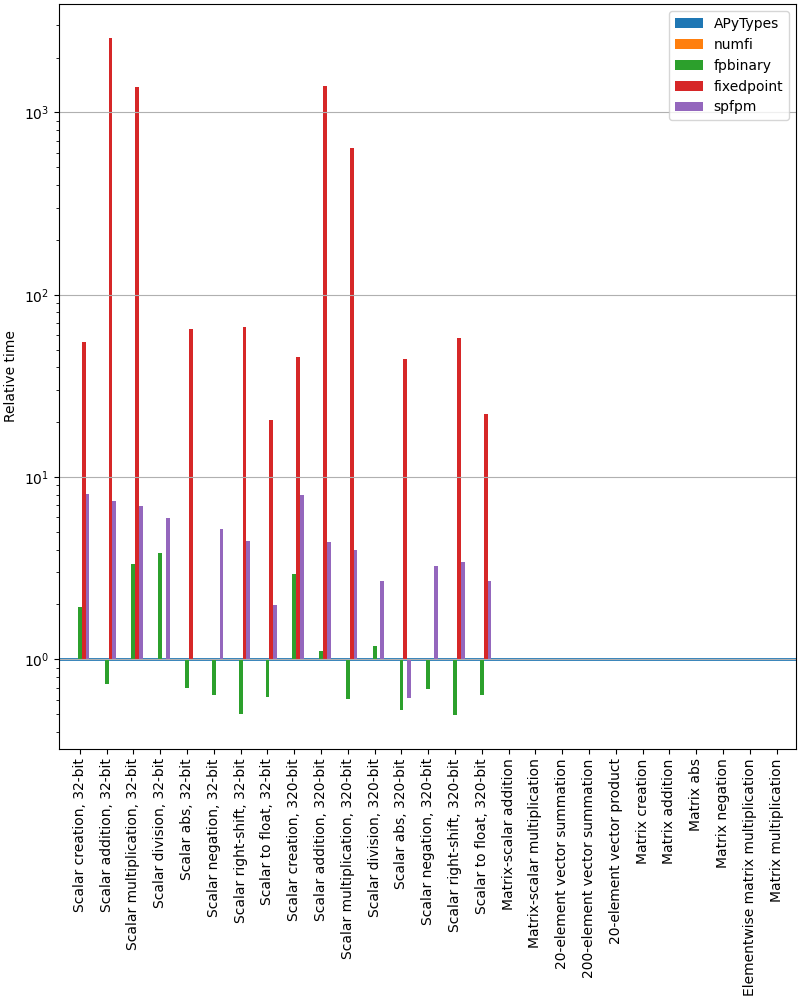 APyTypes
numfi
fpbinary
fixedpoint
spfpm
Relative time
10³
10²
10¹
10⁰
Scalar creation, 32-bit
Scalar addition, 32-bit
Scalar multiplication, 32-bit
Scalar division, 32-bit
Scalar abs, 32-bit
Scalar negation, 32-bit
Scalar right-shift, 32-bit
Scalar to float, 32-bit
Scalar creation, 320-bit
Scalar addition, 320-bit
Scalar multiplication, 320-bit
Scalar division, 320-bit
Scalar abs, 320-bit
Scalar negation, 320-bit
Scalar right-shift, 320-bit
Scalar to float, 320-bit
Matrix-scalar addition
Matrix-scalar multiplication
20-element vector summation
200-element vector summation
20-element vector product
Matrix creation
Matrix addition
Matrix abs
Matrix negation
Elementwise matrix multiplication
Matrix multiplication